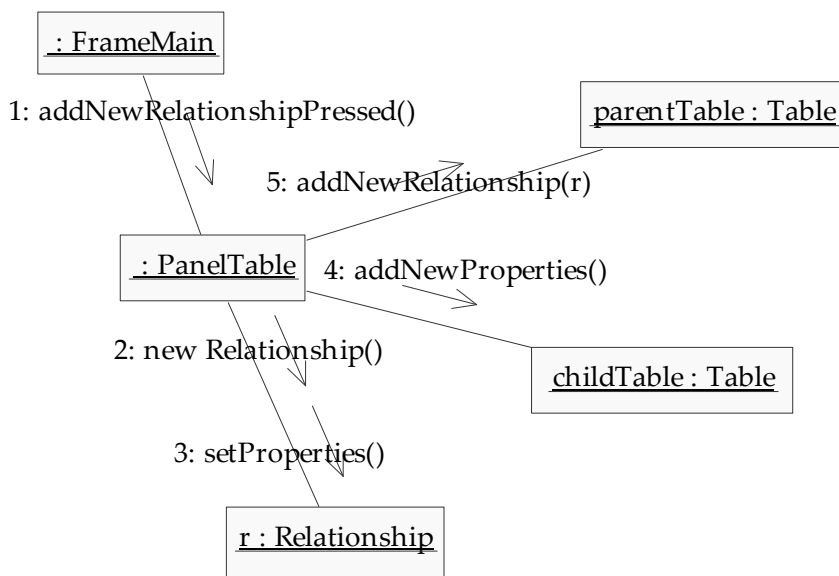 : FrameMain
1: addNewRelationshipPressed()
parentTable : Table
5: addNewRelationship(r)
: PanelTable
4: addNewProperties()
2: new Relationship()
childTable : Table
3: setProperties()
r : Relationship